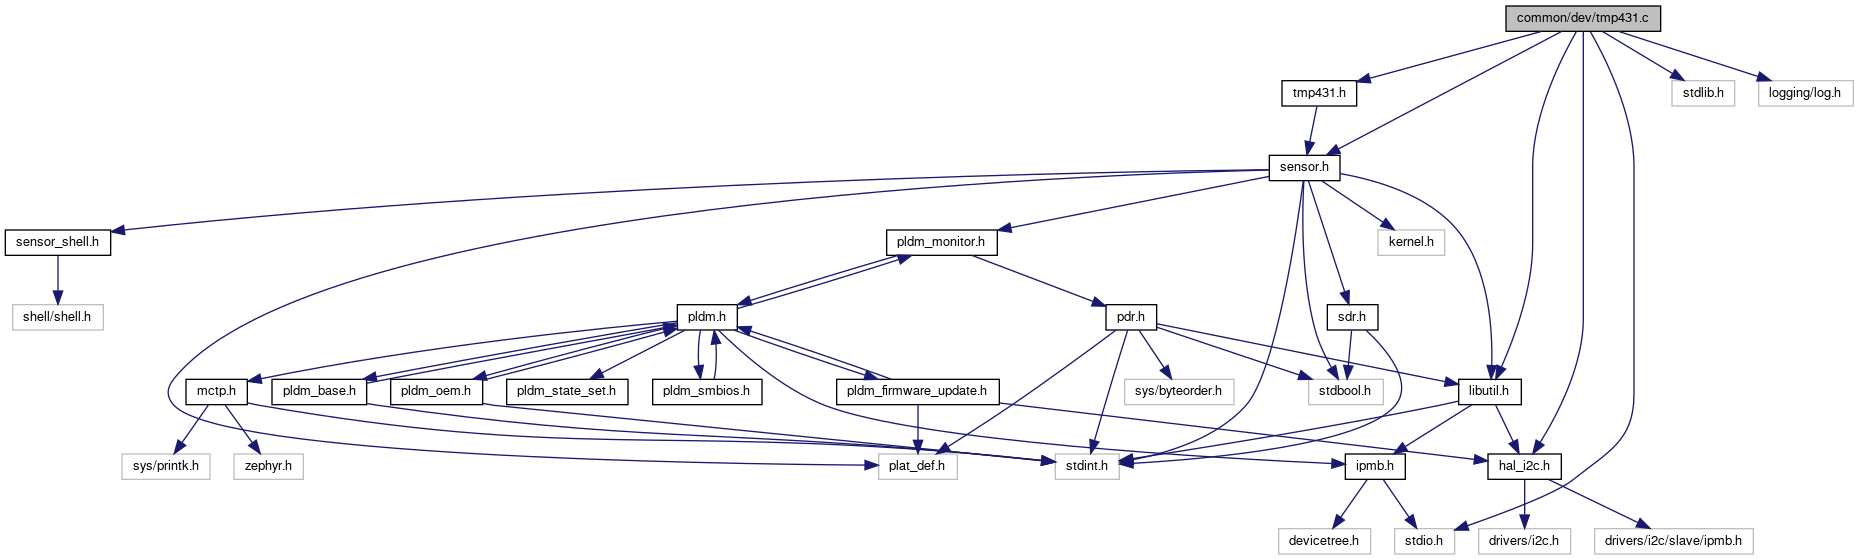 common/dev/tmp431.c
tmp431.h
stdlib.h
logging/log.h
sensor.h
sensor_shell.h
pldm_monitor.h
kernel.h
shell/shell.h
pldm.h
pdr.h
sdr.h
mctp.h
pldm_base.h
pldm_oem.h
pldm_state_set.h
pldm_smbios.h
pldm_firmware_update.h
sys/byteorder.h
stdbool.h
libutil.h
sys/printk.h
zephyr.h
plat_def.h
stdint.h
ipmb.h
hal_i2c.h
devicetree.h
stdio.h
drivers/i2c.h
drivers/i2c/slave/ipmb.h